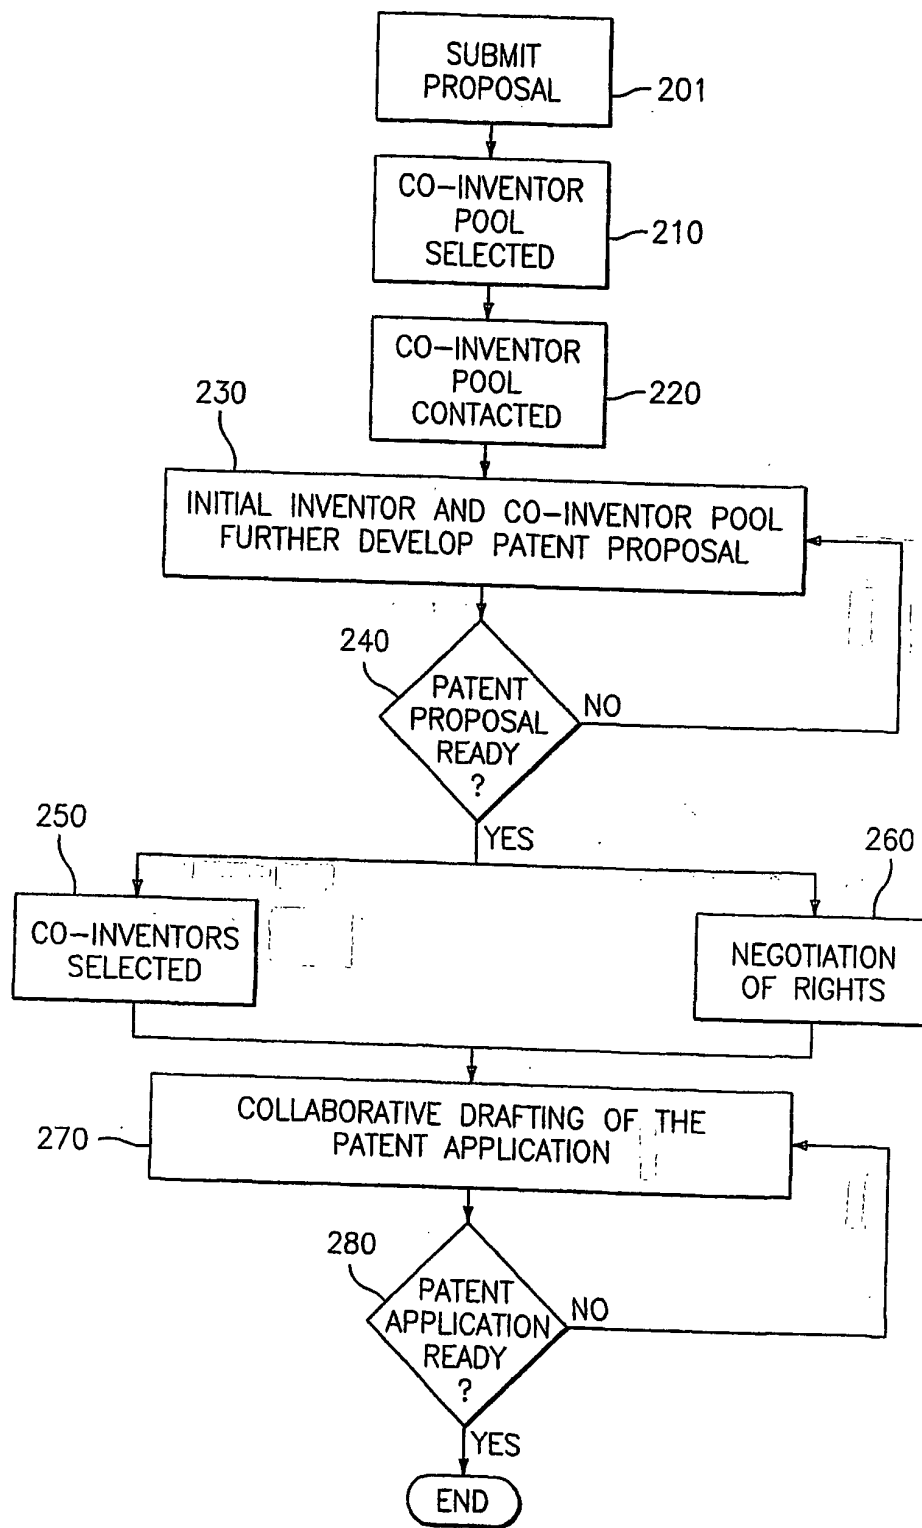 SUBMIT
PROPOSAL
201
CO-INVENTOR
POOL
SELECTED
210
CO-INVENTOR
POOL
CONTACTED
220
230
INITIAL INVENTOR AND CO-INVENTOR POOL
FURTHER DEVELOP PATENT PROPOSAL
240
PATENT
PROPOSAL
READY
?
NO
YES
250
CO-INVENTORS
SELECTED
260
NEGOTIATION
OF RIGHTS
270
COLLABORATIVE DRAFTING OF THE
PATENT APPLICATION
280
PATENT
APPLICATION
READY
?
NO
YES
END